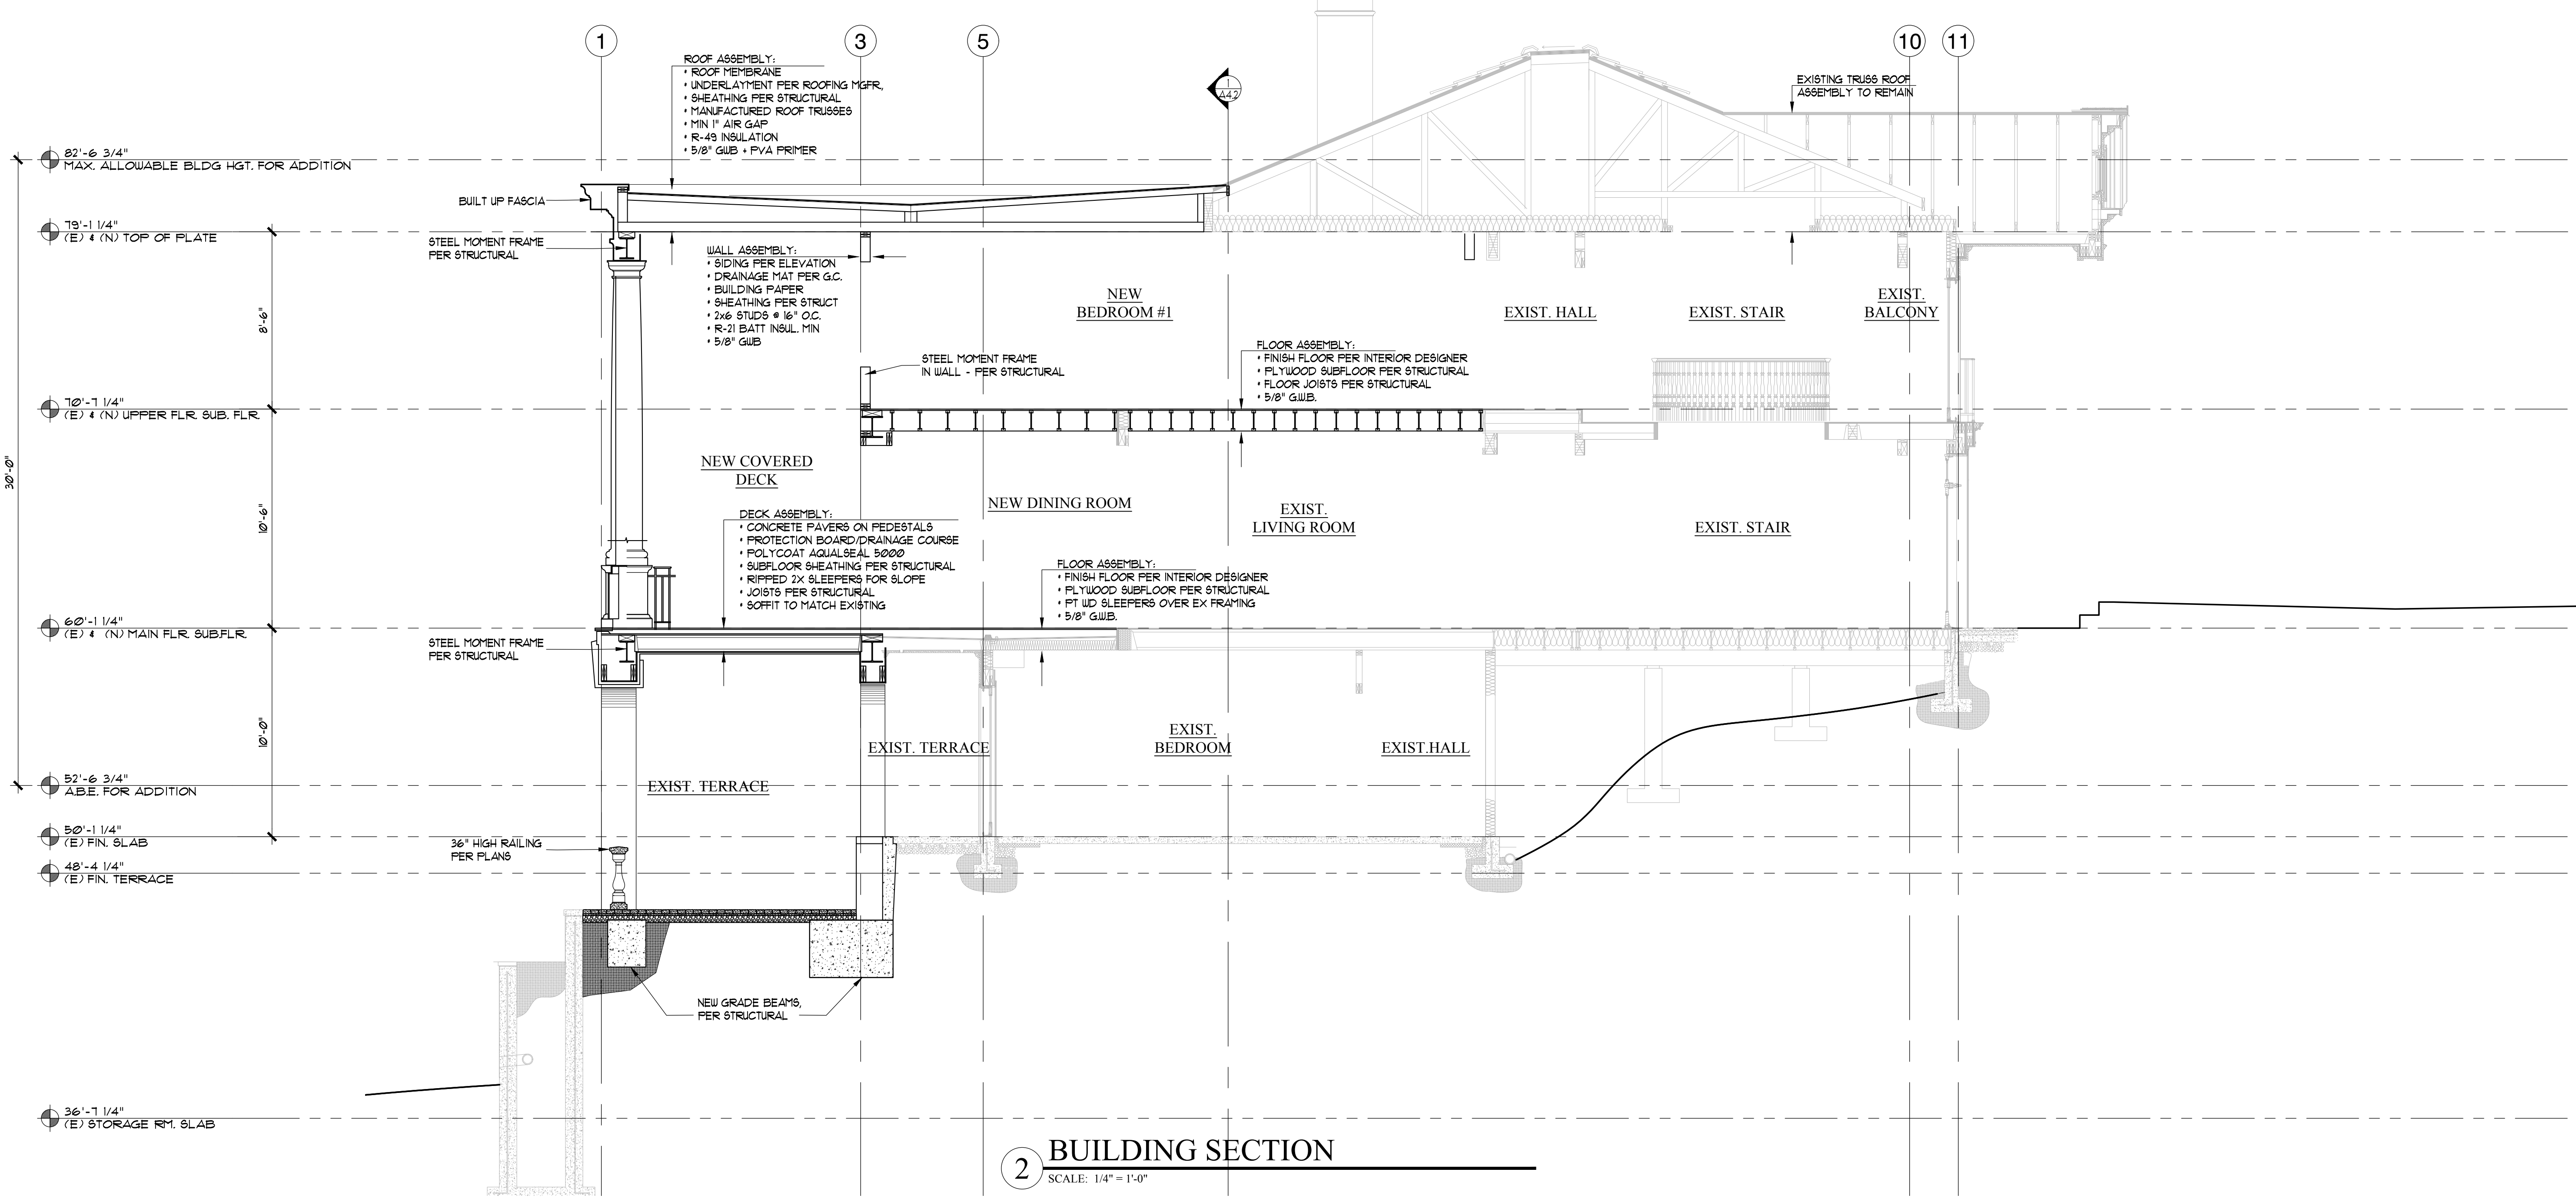 1
3
5
10
11
1
A4.2
ROOF ASSEMBLY:
• ROOF MEMBRANE
• UNDERLAYMENT PER ROOFING MGFR,
• SHEATHING PER STRUCTURAL
• MANUFACTURED ROOF TRUSSES
• MIN 1" AIR GAP
• R-49 INSULATION
• 5/8" GWB + PVA PRIMER
EXISTING TRUSS ROOF
ASSEMBLY TO REMAIN
82'-6 3/4"
MAX. ALLOWABLE BLDG HGT. FOR ADDITION
BUILT UP FASCIA
79'-1 1/4"
(E) & (N) TOP OF PLATE
STEEL MOMENT FRAME
PER STRUCTURAL
WALL ASSEMBLY:
• SIDING PER ELEVATION
• DRAINAGE MAT PER G.C.
• BUILDING PAPER
• SHEATHING PER STRUCT
• 2x6 STUDS @ 16" O.C.
• R-21 BATT INSUL. MIN
• 5/8" GWB
NEW
BEDROOM #1
EXIST. HALL
EXIST. STAIR
EXIST.
BALCONY
8'-6"
STEEL MOMENT FRAME
IN WALL - PER STRUCTURAL
FLOOR ASSEMBLY:
• FINISH FLOOR PER INTERIOR DESIGNER
• PLYWOOD SUBFLOOR PER STRUCTURAL
• FLOOR JOISTS PER STRUCTURAL
• 5/8" G.W.B.
70'-7 1/4"
(E) & (N) UPPER FLR. SUB. FLR.
30'-0"
NEW COVERED
DECK
NEW DINING ROOM
EXIST.
LIVING ROOM
EXIST. STAIR
10'-6"
DECK ASSEMBLY:
• CONCRETE PAVERS ON PEDESTALS
• PROTECTION BOARD/DRAINAGE COURSE
• POLYCOAT AQUALSEAL 5000
• SUBFLOOR SHEATHING PER STRUCTURAL
• RIPPED 2X SLEEPERS FOR SLOPE
• JOISTS PER STRUCTURAL
• SOFFIT TO MATCH EXISTING
FLOOR ASSEMBLY:
• FINISH FLOOR PER INTERIOR DESIGNER
• PLYWOOD SUBFLOOR PER STRUCTURAL
• PT WD SLEEPERS OVER EX FRAMING
• 5/8" G.W.B.
60'-1 1/4"
(E) & (N) MAIN FLR. SUB.FLR.
STEEL MOMENT FRAME
PER STRUCTURAL
10'-0"
EXIST. TERRACE
EXIST.
BEDROOM
EXIST.HALL
EXIST. TERRACE
52'-6 3/4"
A.B.E. FOR ADDITION
50'-1 1/4"
(E) FIN. SLAB
36" HIGH RAILING
PER PLANS
48'-4 1/4"
(E) FIN. TERRACE
NEW GRADE BEAMS,
PER STRUCTURAL
36'-7 1/4"
(E) STORAGE RM. SLAB
2
BUILDING SECTION
SCALE: 1/4" = 1'-0"